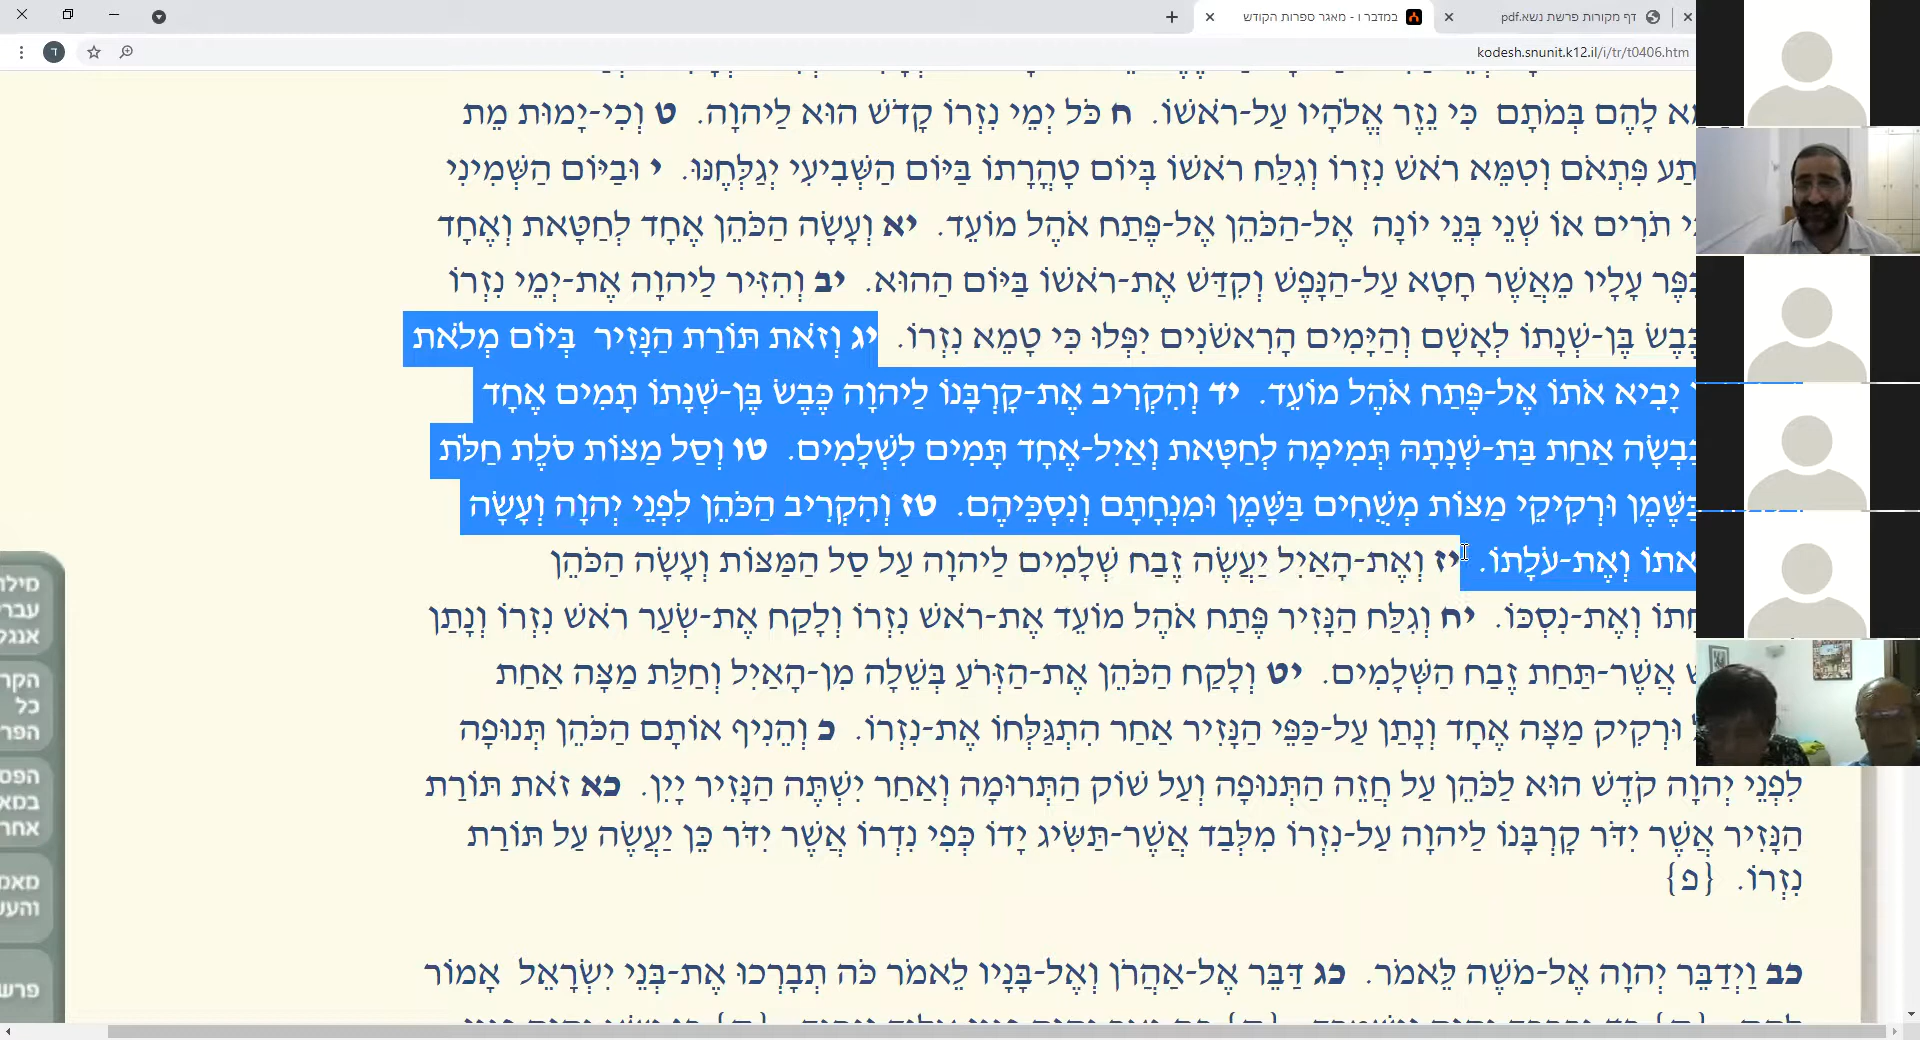 דף מקורות פרשת נשא.pdf
במדבר ו - מאגר ספרות הקודש
kodesh.snunit.k12.il/i/tr/t0406.htm
ד
לָהֶם בְּמֹתָם כִּי נֵזֶר אֱלֹהָיו עַל-רֹאשׁוֹ. ח כֹּל יְמֵי נִזְרוֹ קָדֹשׁ הוּא לַיהוָה. ט וְכִי-יָמוּת מֵת
פִּתְאֹם וְטִמֵּא רֹאשׁ נִזְרוֹ וְגִלַּח רֹאשׁוֹ בְּיוֹם טָהֳרָתוֹ בַּיּוֹם הַשְּׁבִיעִי יְגַלְּחֶנּוּ. י וּבַיּוֹם הַשְּׁמִינִי
תֹרִים אוֹ שְׁנֵי בְּנֵי יוֹנָה אֶל-הַכֹּהֵן אֶל-פֶּתַח אֹהֶל מוֹעֵד. יא וְעָשָׂה הַכֹּהֵן אֶחָד לְחַטָּאת וְאֶחָד
עָלָיו מֵאֲשֶׁר חָטָא עַל-הַנָּפֶשׁ וְקִדַּשׁ אֶת-רֹאשׁוֹ בַּיּוֹם הַהוּא. יב וְהִזִּיר לַיהוָה אֶת-יְמֵי נִזְרוֹ
כֶּבֶשׂ בֶּן-שְׁנָתוֹ לְאָשָׁם וְהַיָּמִים הָרִאשֹׁנִים יִפְּלוּ כִּי טָמֵא נִזְרוֹ. יג וְזֹאת תּוֹרַת הַנָּזִיר בְּיוֹם מְלֹאת
יָבִיא אֹתוֹ אֶל-פֶּתַח אֹהֶל מוֹעֵד. יד וְהִקְרִיב אֶת-קָרְבָּנוֹ לַיהוָה כֶּבֶשׂ בֶּן-שְׁנָתוֹ תָמִים אֶחָד
כַבְשָׂה אַחַת בַּת-שְׁנָתָהּ תְּמִימָה לְחַטָּאת וְאַיִל-אֶחָד תָּמִים לִשְׁלָמִים. טו וְסַל מַצּוֹת סֹלֶת חַלֹּת
בַּשֶּׁמֶן וּרְקִיקֵי מַצּוֹת מְשֻׁחִים בַּשָּׁמֶן וּמִנְחָתָם וְנִסְכֵּיהֶם. טז וְהִקְרִיב הַכֹּהֵן לִפְנֵי יְהוָה וְעָשָׂה
וְאֶת-עֹלָתוֹ. יז וְאֶת-הָאַיִל יַעֲשֶׂה זֶבַח שְׁלָמִים לַיהוָה עַל סַל הַמַּצּוֹת וְעָשָׂה הַכֹּהֵן
וְאֶת-נִסְכּוֹ. יח וְגִלַּח הַנָּזִיר פֶּתַח אֹהֶל מוֹעֵד אֶת-רֹאשׁ נִזְרוֹ וְלָקַח אֶת-שְׂעַר רֹאשׁ נִזְרוֹ וְנָתַן
אֲשֶׁר-תַּחַת זֶבַח הַשְּׁלָמִים. יט וְלָקַח הַכֹּהֵן אֶת-הַזְּרֹעַ בְּשֵׁלָה מִן-הָאַיִל וְחַלַּת מַצָּה אַחַת
וּרְקִיק מַצָּה אֶחָד וְנָתַן עַל-כַּפֵּי הַנָּזִיר אַחַר הִתְגַּלְּחוֹ אֶת-נִזְרוֹ. כ וְהֵנִיף אוֹתָם הַכֹּהֵן תְּנוּפָה
לִפְנֵי יְהוָה קֹדֶשׁ הוּא לַכֹּהֵן עַל חֲזֵה הַתְּנוּפָה וְעַל שׁוֹק הַתְּרוּמָה וְאַחַר יִשְׁתֶּה הַנָּזִיר יָיִן. כא זֹאת תּוֹרַת
הַנָּזִיר אֲשֶׁר יִדֹּר קָרְבָּנוֹ לַיהוָה עַל-נִזְרוֹ מִלְּבַד אֲשֶׁר-תַּשִּׂיג יָדוֹ כְּפִי נִדְרוֹ אֲשֶׁר יִדֹּר כֵּן יַעֲשֶׂה עַל תּוֹרַת
נִזְרוֹ. {פ}
כב וַיְדַבֵּר יְהוָה אֶל-מֹשֶׁה לֵּאמֹר. כג דַּבֵּר אֶל-אַהֲרֹן וְאֶל-בָּנָיו לֵאמֹר כֹּה תְבָרְכוּ אֶת-בְּנֵי יִשְׂרָאֵל אָמוֹר
כל